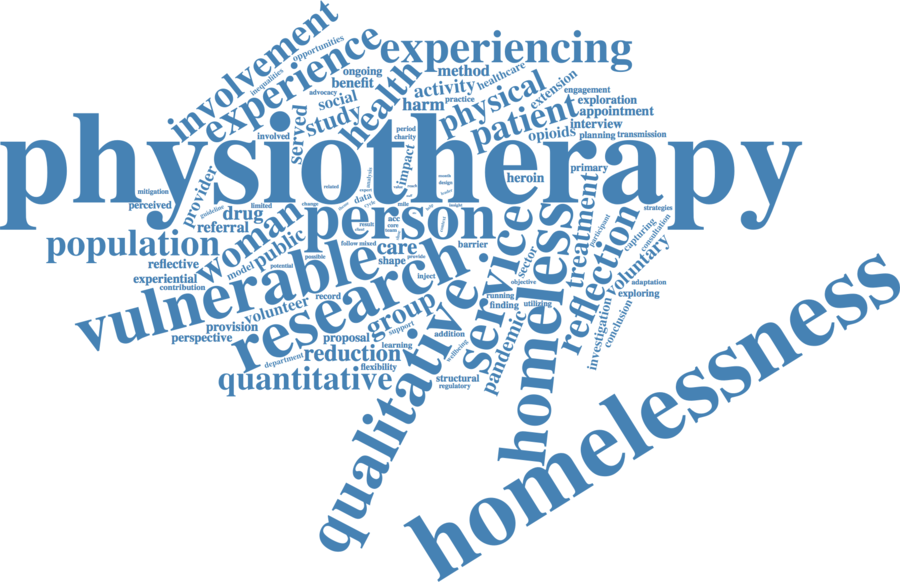 involvement
inequalities
opportunities
experience
experiencing
ongoing
benefit
advocacy
social
study
served
involved
health
method
healthcare
activity
harm
practice
physical
extension
patient
engagement
exploration
appointment
interview
opioids
planning
transmission
period
charity
impact
physiotherapy
heroin
primary
mitigation
perceived
provider
guideline
drug
limited
referral
related
change
data
person
population
woman
public
model
reflective
experiential
contribution
potential
possible
follow
mixed
result
acc
care
shape
provide
barrier
vulnerable
research
inject
group
support
record
volunteer
provision
perspective
proposal
learning
department
reduction
flexibility
quantitative
qualitative
addition
wellbeing
structural
regulatory
service
sector
objective
running
finding
utilizing
pandemic
homeless
treatment
participant
reflection
strategies
consultation
capturing
voluntary
adaptation
exploring
investigation
conclusion
homelessness